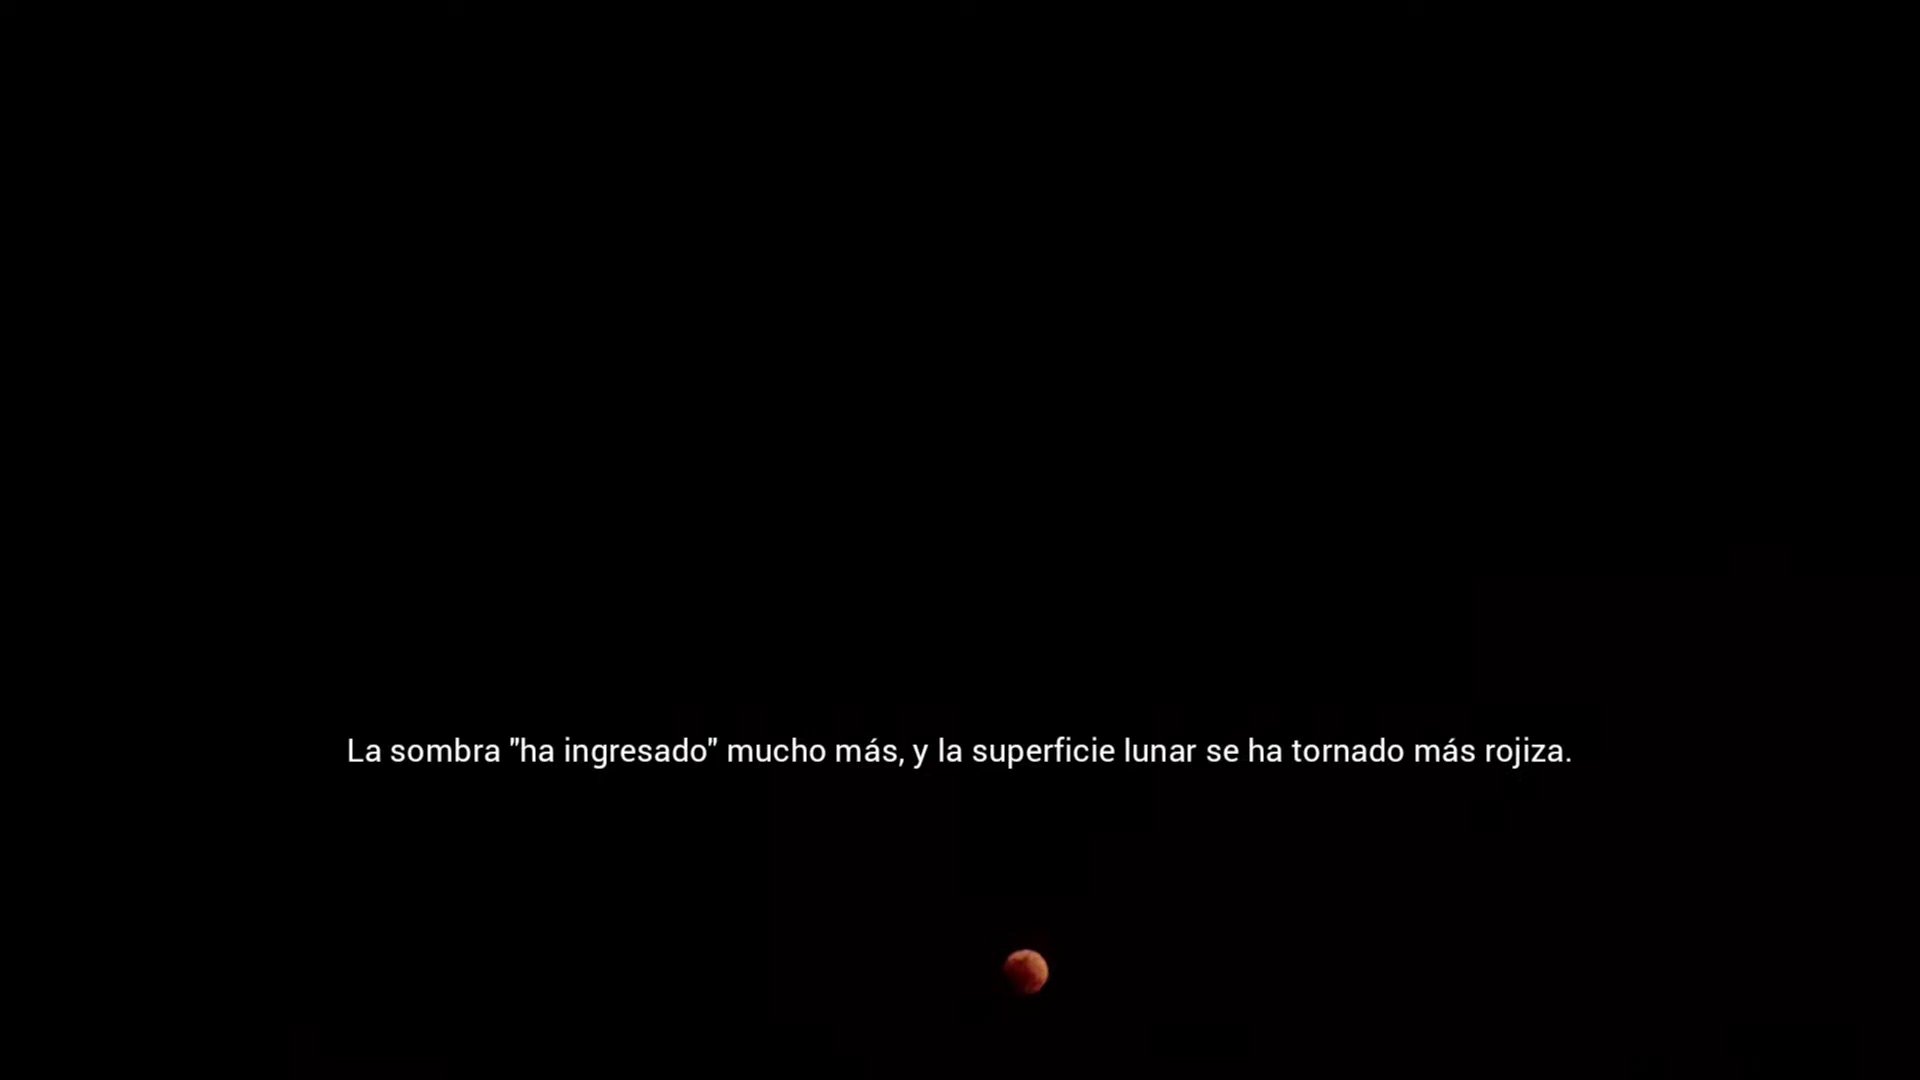 La sombra "ha ingresado" mucho más, y la superficie lunar se ha tornado más rojiza.